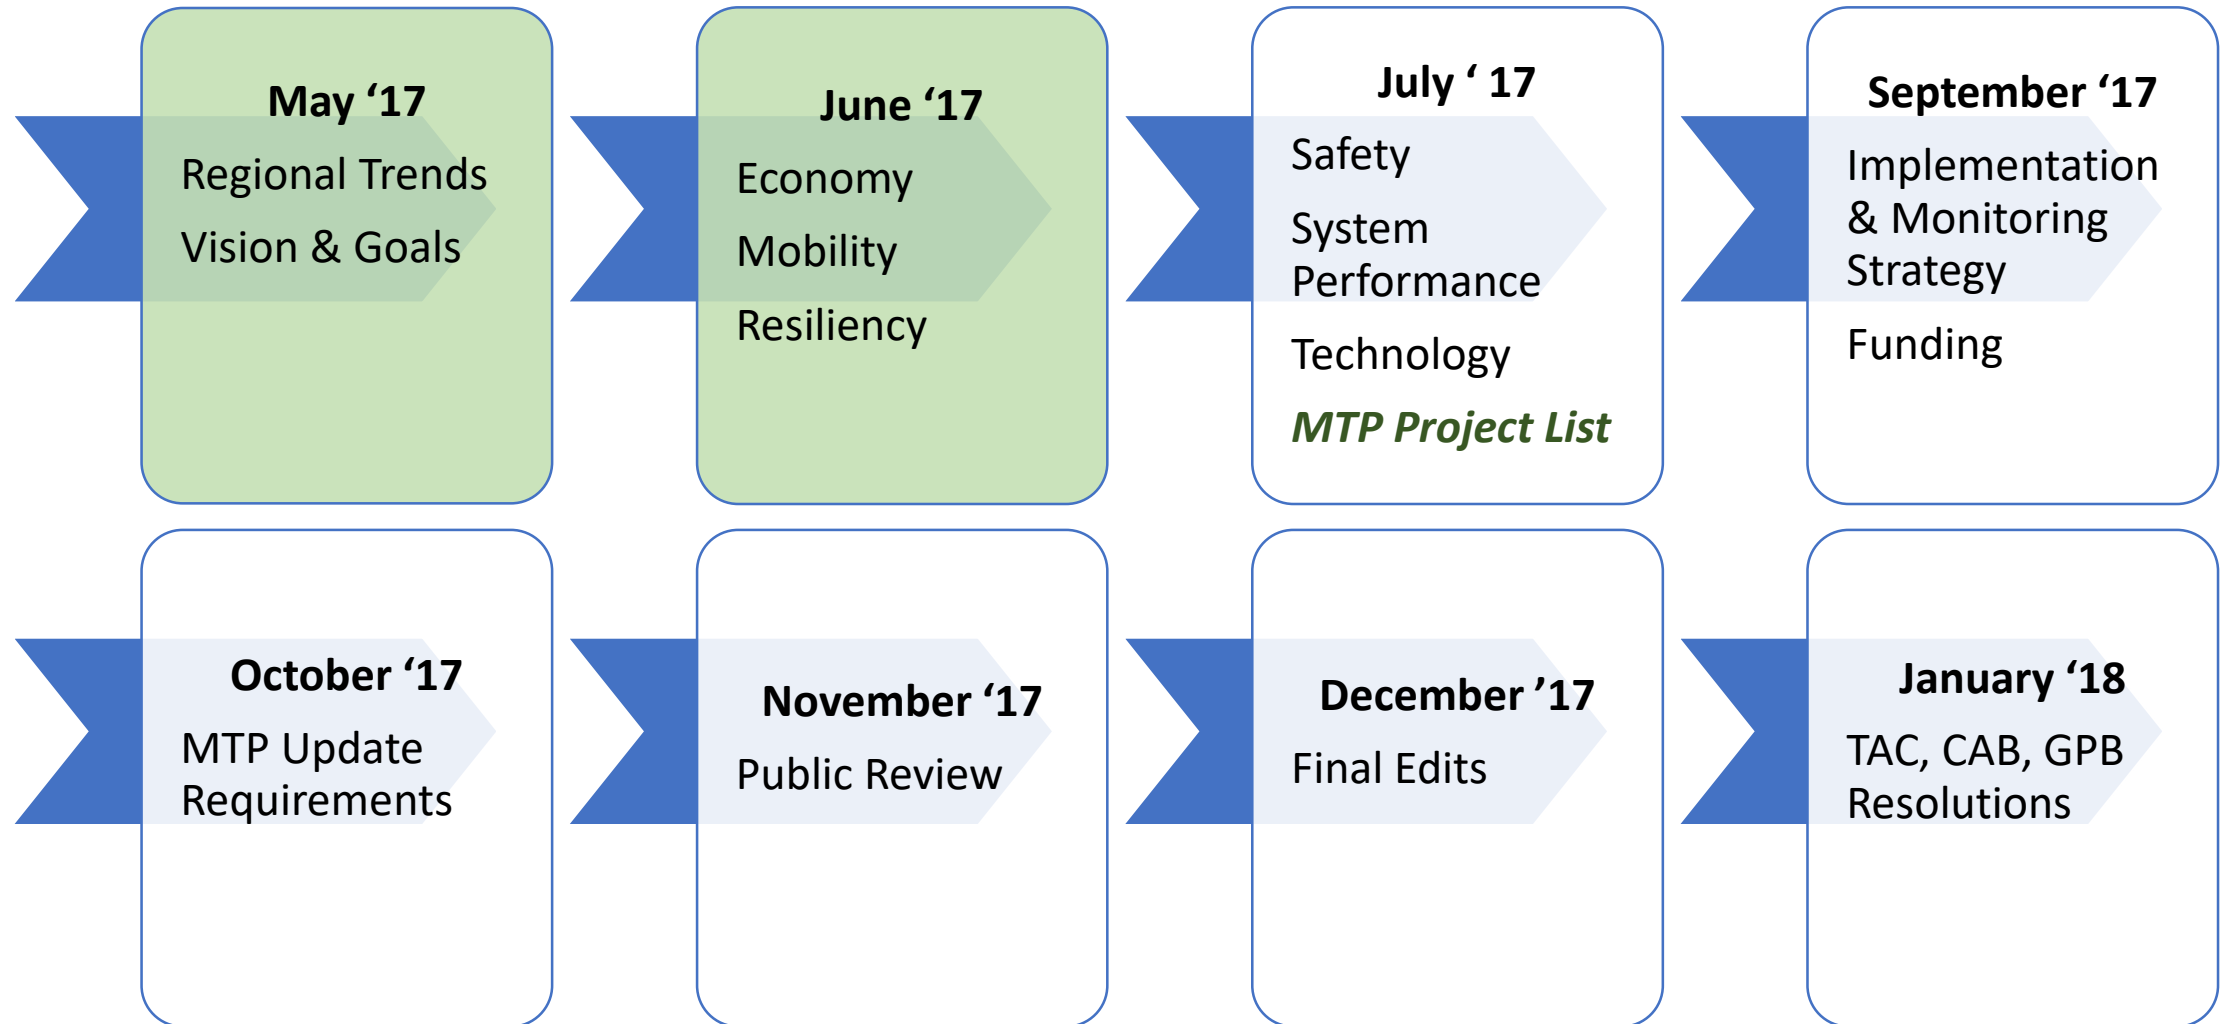 May ‘17
Regional Trends
Vision & Goals
June ‘17
Economy
Mobility
Resiliency
July ‘ 17
Safety
System
Performance
Technology
MTP Project List
September ‘17
Implementation
& Monitoring
Strategy
Funding
October ‘17
MTP Update
Requirements
November ‘17
Public Review
December ’17
Final Edits
January ‘18
TAC, CAB, GPB
Resolutions